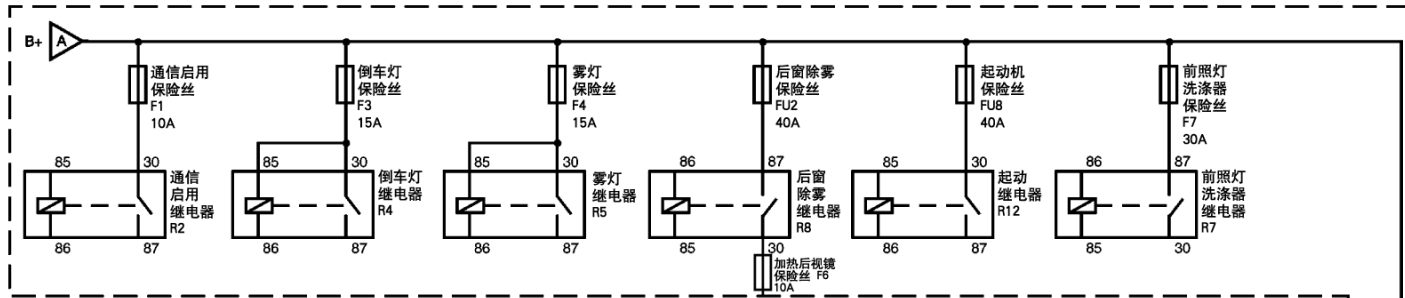 B+ A
通信启用
保险丝
F1
10A
倒车灯
保险丝
F3
15A
雾灯
保险丝
F4
15A
后窗除雾
保险丝
FU2
40A
起动机
保险丝
FU8
40A
前照灯
洗涤器
保险丝
F7
30A
85 30
通信
启用
继电器
R2
86 87
85 30
倒车灯
继电器
R4
86 87
85 30
雾灯
继电器
R5
86 87
86 87
后窗
除雾
继电器
R8
85 30
加热后视镜
保险丝 F6
10A
85 30
起动
继电器
R12
86 87
86 87
前照灯
洗涤器
继电器
R7
85 30